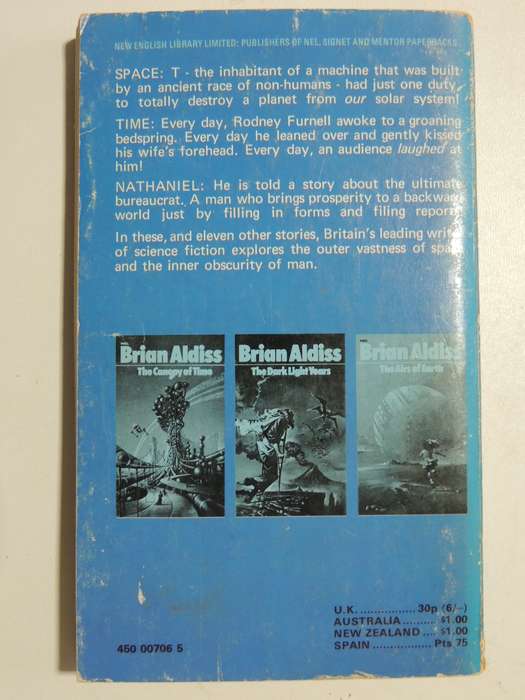 NEW ENGLISH LIBRARY LIMITED: PUBLISHERS OF NEL, SIGNET AND MENTOR PAPERBACKS
SPACE: T - the inhabitant of a machine that was built
by an ancient race of non-humans - had just one duty,
to totally destroy a planet from our solar system!
TIME: Every day, Rodney Furnell awoke to a groaning
bedspring. Every day he leaned over and gently kissed
his wife's forehead. Every day, an audience laughed at
him!
NATHANIEL: He is told a story about the ultimate
bureaucrat. A man who brings prosperity to a backward
world just by filling in forms and filing reports.
In these, and eleven other stories, Britain's leading writer
of science fiction explores the outer vastness of space
and the inner obscurity of man.
Brian Aldiss
The Canopy of Time
Brian Aldiss
The Dark Light Years
Brian Aldiss
The Airs of Earth
U.K. ................. 30p (6/-)
AUSTRALIA .......... $1.00
NEW ZEALAND .... $1.00
SPAIN .................. Pts 75
450 00706 5